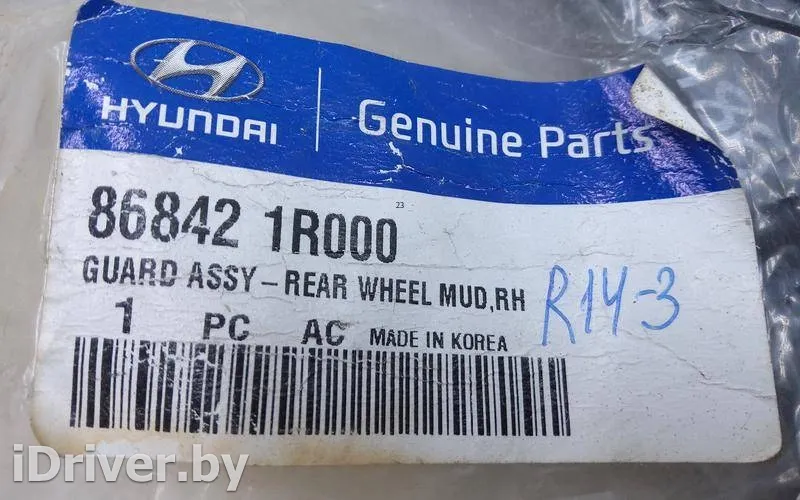 HYUNDAI
Genuine Parts
23
86842 1R000
GUARD ASSY-REAR WHEEL MUD,RH
1 PC AC MADE IN KOREA
R14-3
iDriver.by